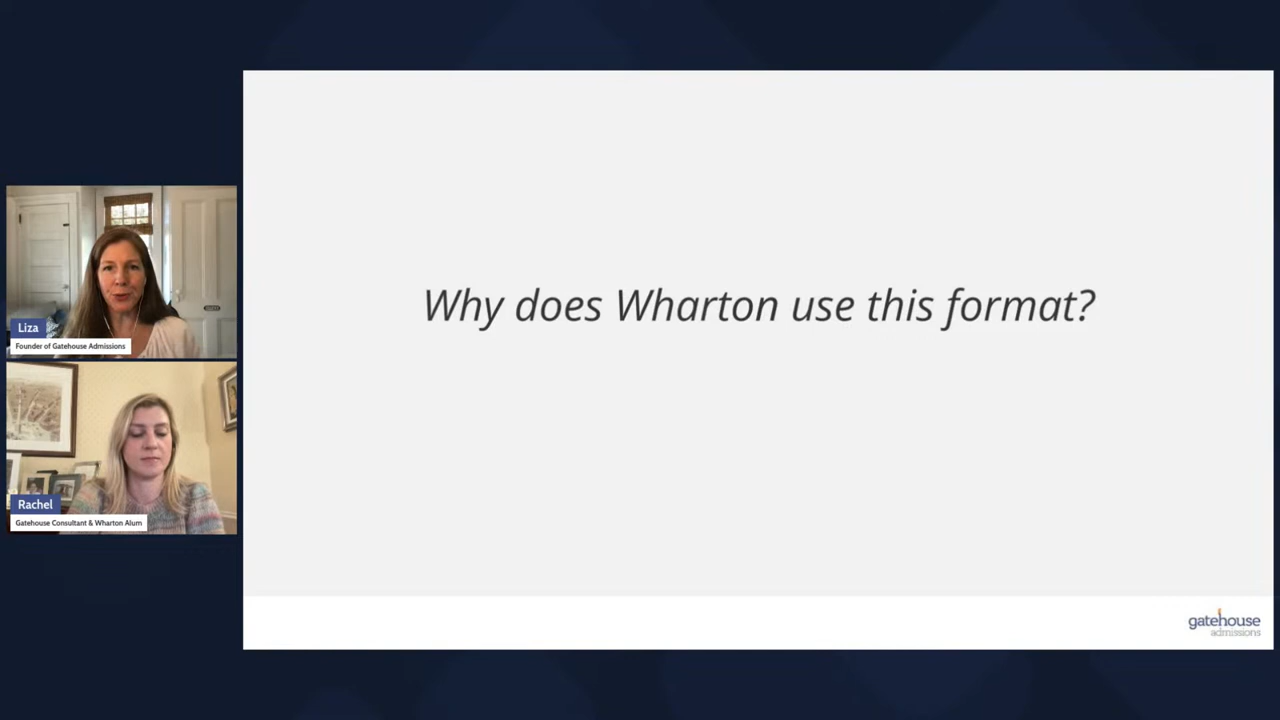 Liza
Founder of Gatehouse Admissions
Rachel
Gatehouse Consultant & Wharton Alum
Why does Wharton use this format?
gatehouse
admissions